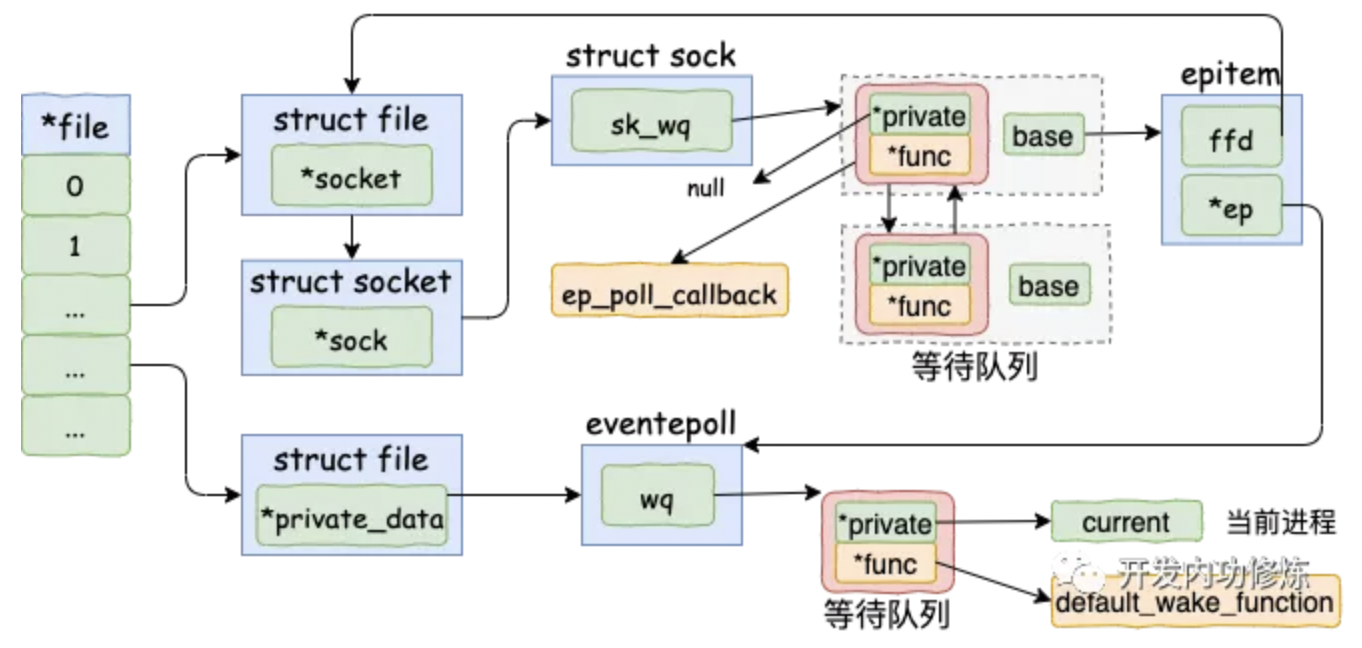 *file
0
1
...
...
...
struct file
*socket
struct socket
*sock
struct sock
sk_wq
null
ep_poll_callback
*private
*func
base
*private
*func
base
等待队列
epitem
ffd
*ep
struct file
*private_data
eventepoll
wq
*private
*func
等待队列
current
当前进程
开发内功修炼
default_wake_function